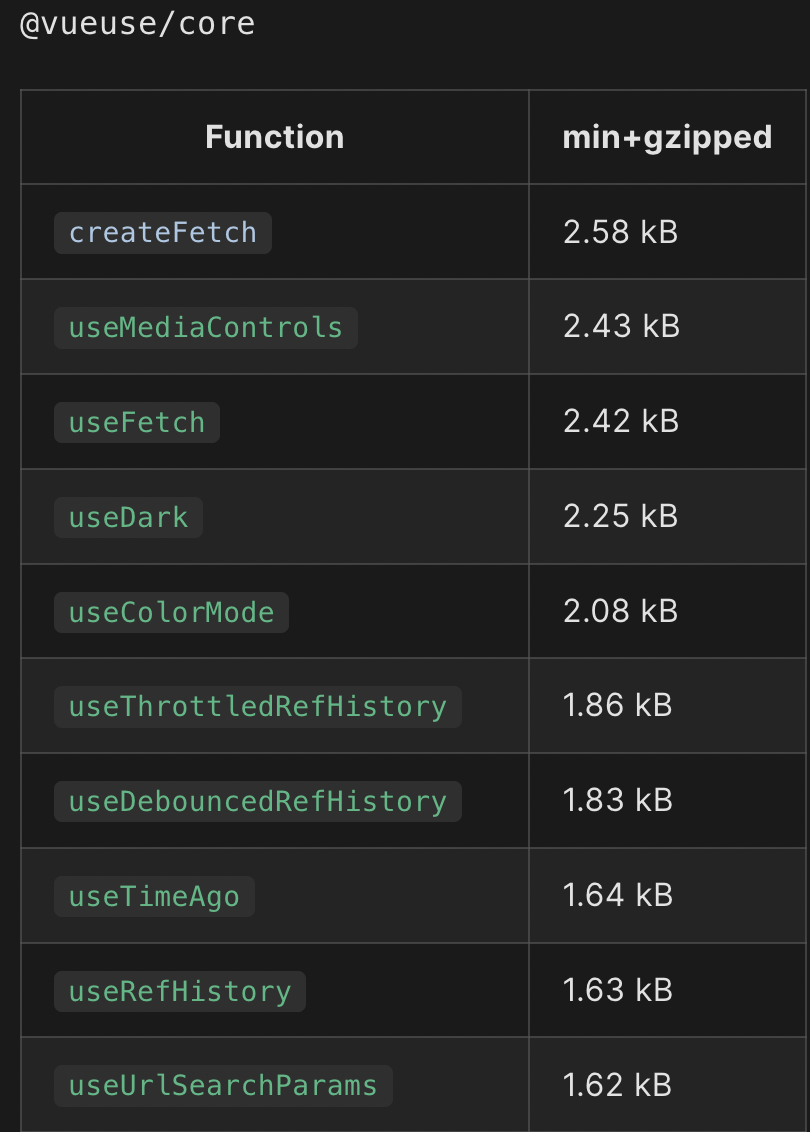 @vueuse/core
Function min+gzipped
createFetch 2.58 kB
useMediaControls 2.43 kB
useFetch 2.42 kB
useDark 2.25 kB
useColorMode 2.08 kB
useThrottledRefHistory 1.86 kB
useDebouncedRefHistory 1.83 kB
useTimeAgo 1.64 kB
useRefHistory 1.63 kB
useUrlSearchParams 1.62 kB